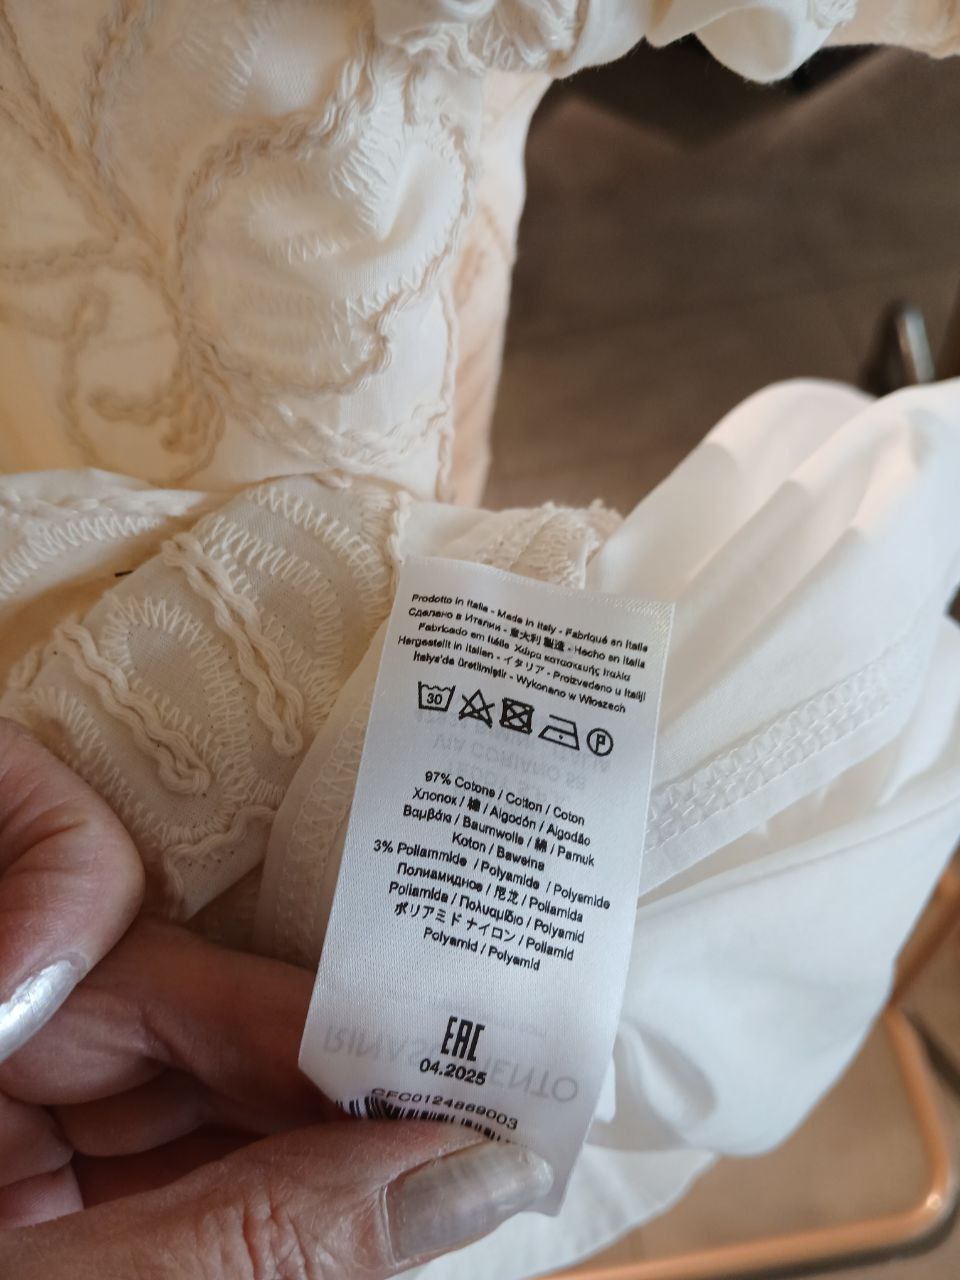 Prodotto in Italia - Made in Italy - Fabriqué en Italie
Сделано в Италии - 意大利 製造 - Hecho en Italia
Fabricado em Itália Χώρα κατασκευής Ιταλία
Hergestellt in Italien - イタリア - Proizvedeno u Italiji
İtalya'da üretilmiştir - Wykonano w Włoszech
30 P
97% Cotone / Cotton / Coton
Хлопок / 棉 / Algodón / Algodão
Βαμβάκι / Baumwolle / 綿 / Pamuk
Koton / Bawełna
3% Poliammide / Polyamide / Polyamide
Полиамидное / 尼龙 / Poliamida
Poliamida / Πολυαμίδιο / Polyamid
ポリアミド ナイロン / Poliamid
Polyamid / Polyamid
EAC
04.2025
CFC0124869003
VIA CORIANO 58
RINASCIMENTO